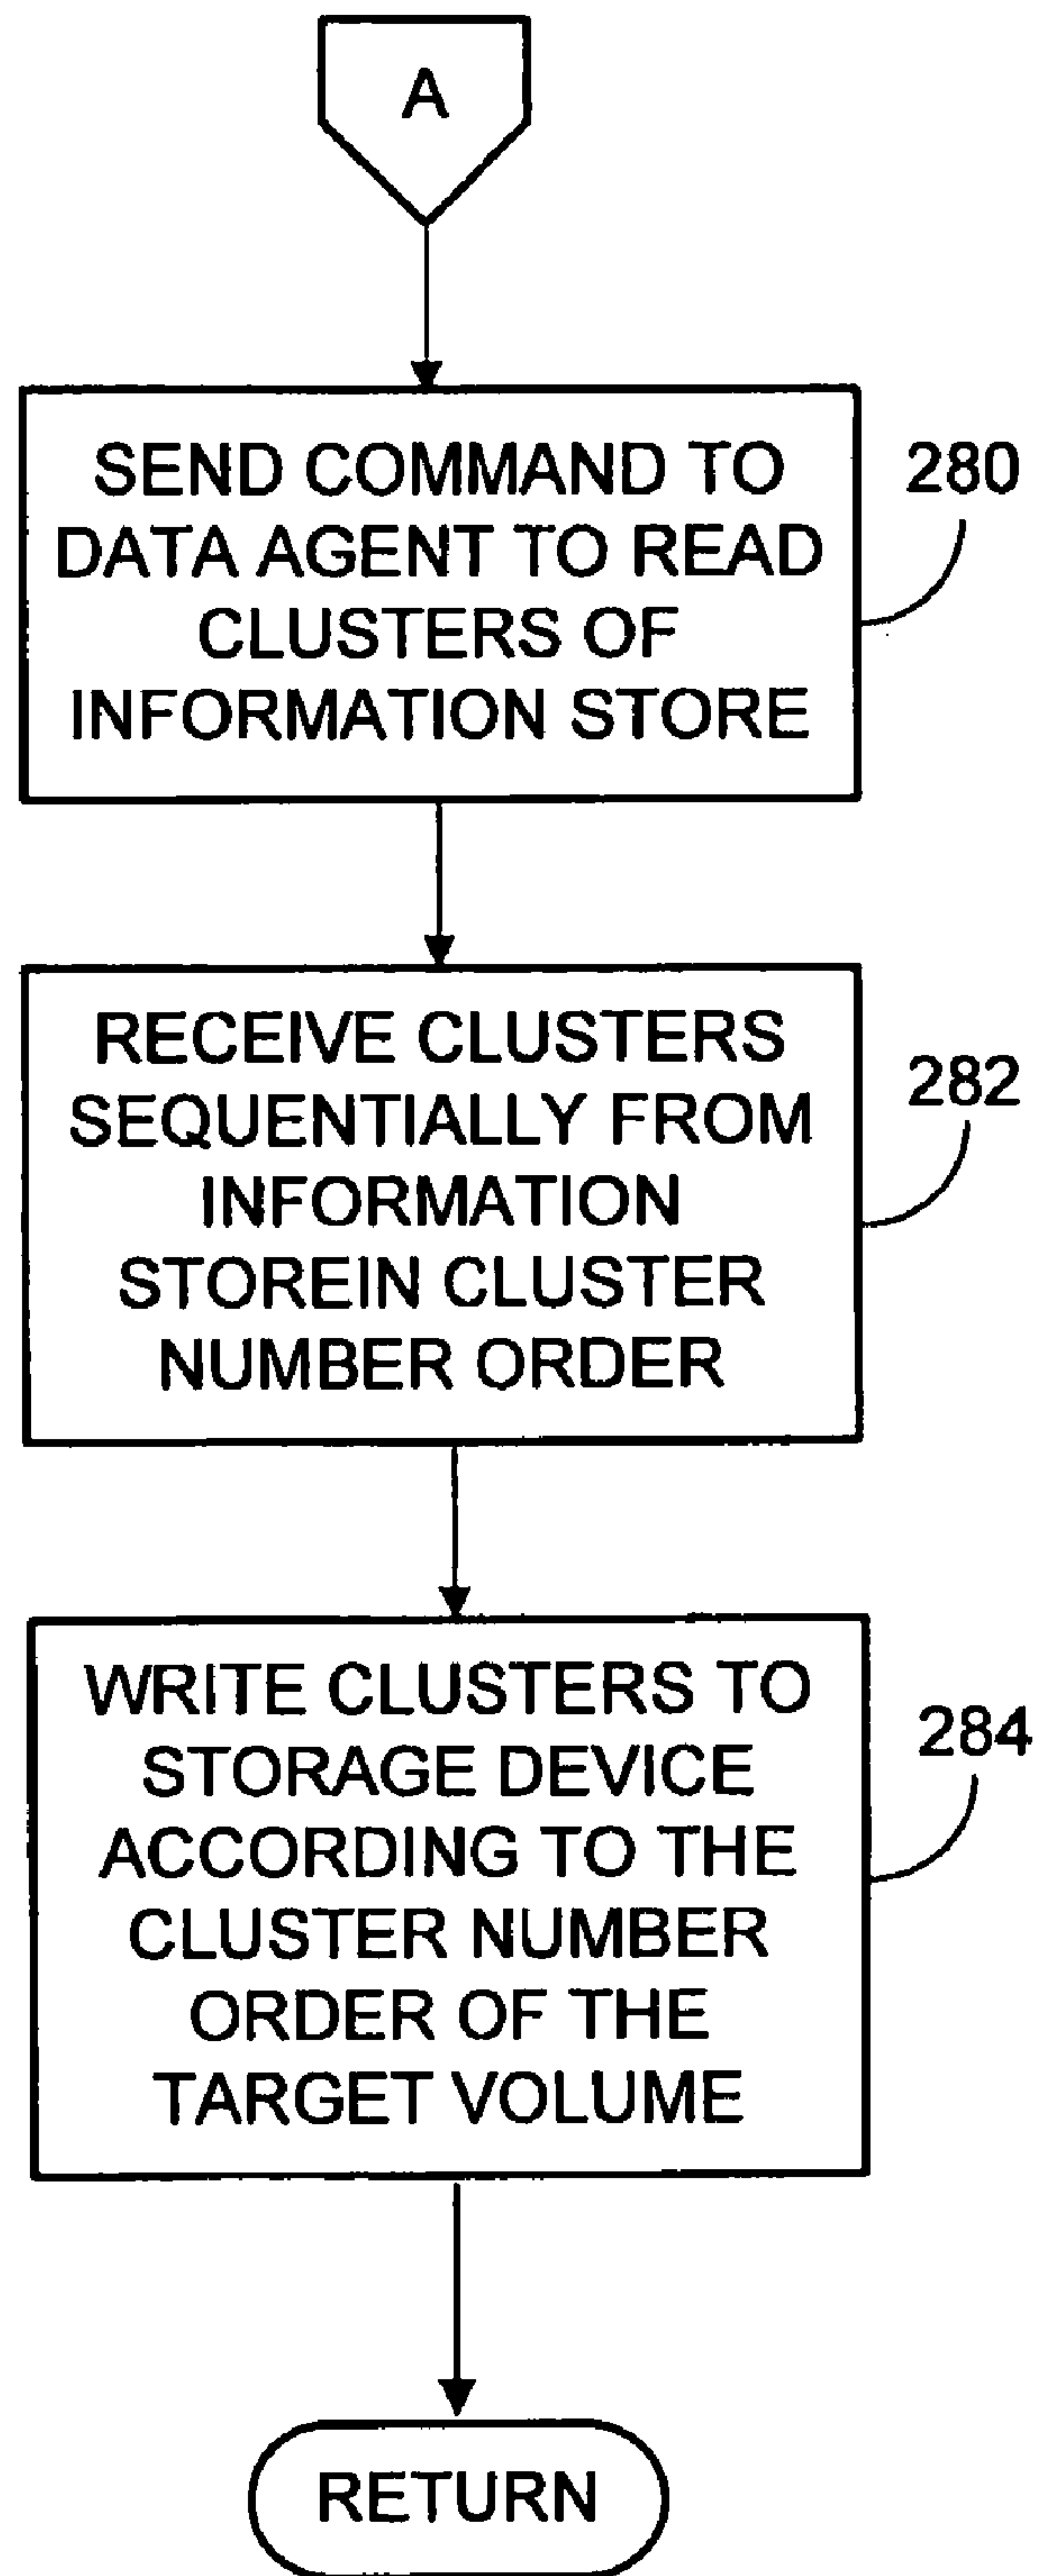 A
SEND COMMAND TO
DATA AGENT TO READ
CLUSTERS OF
INFORMATION STORE
280
RECEIVE CLUSTERS
SEQUENTIALLY FROM
INFORMATION
STOREIN CLUSTER
NUMBER ORDER
282
WRITE CLUSTERS TO
STORAGE DEVICE
ACCORDING TO THE
CLUSTER NUMBER
ORDER OF THE
TARGET VOLUME
284
RETURN